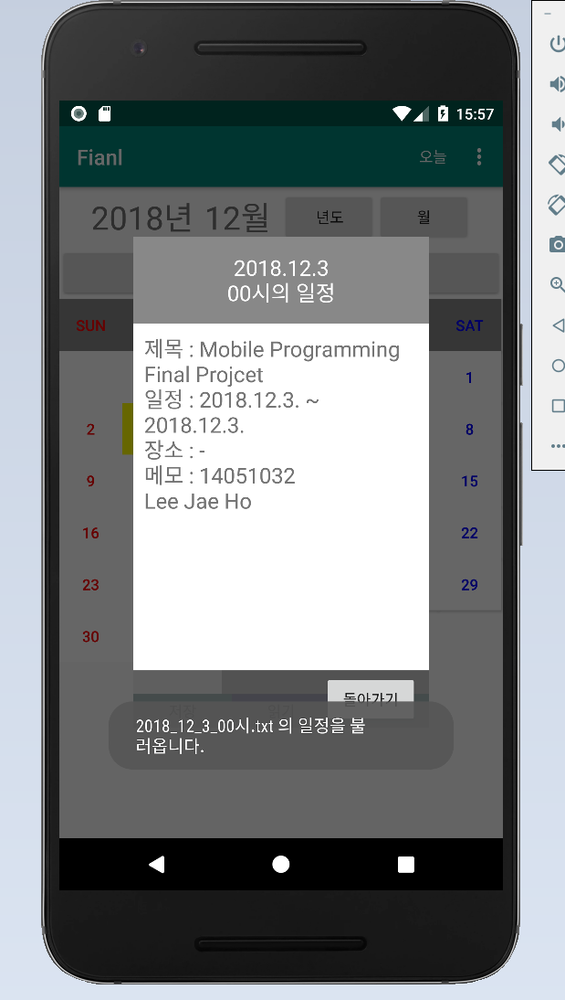 15:57
Fianl 오늘
2018년 12월 년도 월
2018.12.3
00시의 일정
SUN SAT
제목 : Mobile Programming
Final Projcet
일정 : 2018.12.3. ~
2018.12.3.
장소 : -
메모 : 14051032
Lee Jae Ho
1
2 8
9 15
16 22
23 29
30
돌아가기
저장 읽기
2018_12_3_00시.txt 의 일정을 불
러옵니다.